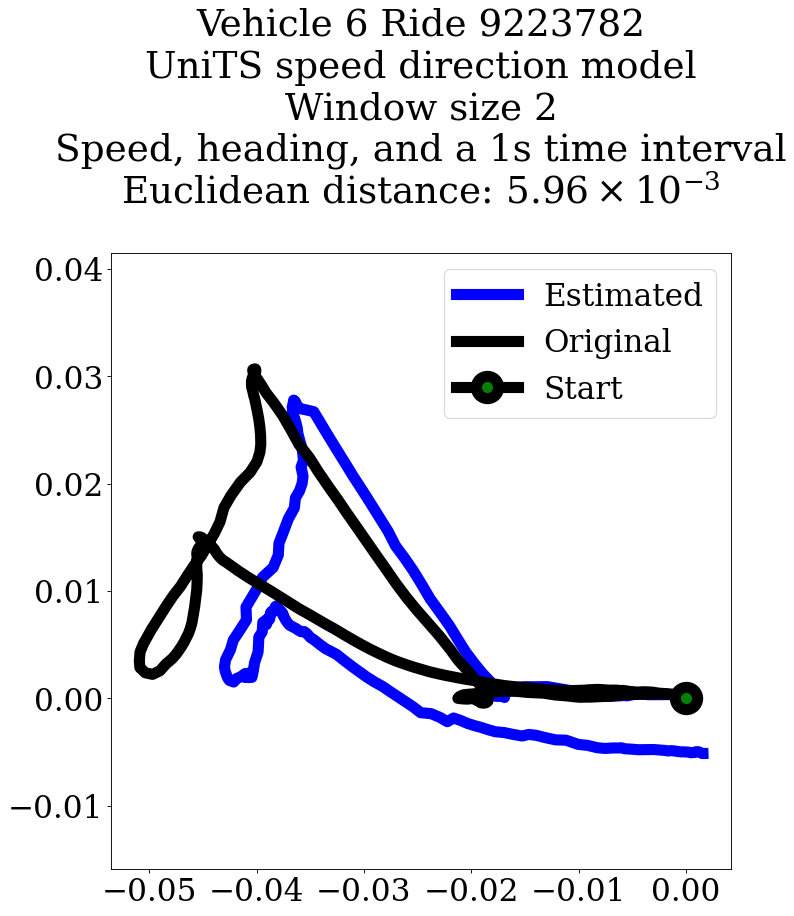 Vehicle 6 Ride 9223782
UniTS speed direction model
Window size 2
Speed, heading, and a 1s time interval
Euclidean distance: 5.96 × 10⁻³
Estimated
Original
Start
0.04
0.03
0.02
0.01
0.00
−0.01
−0.05 −0.04 −0.03 −0.02 −0.01 0.00